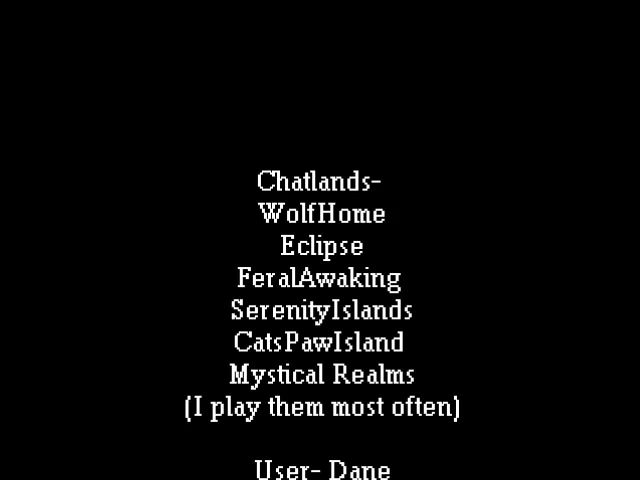 Chatlands-
WolfHome
Eclipse
FeralAwaking
SerenityIslands
CatsPawIsland
Mystical Realms
(I play them most often)
User- Dane